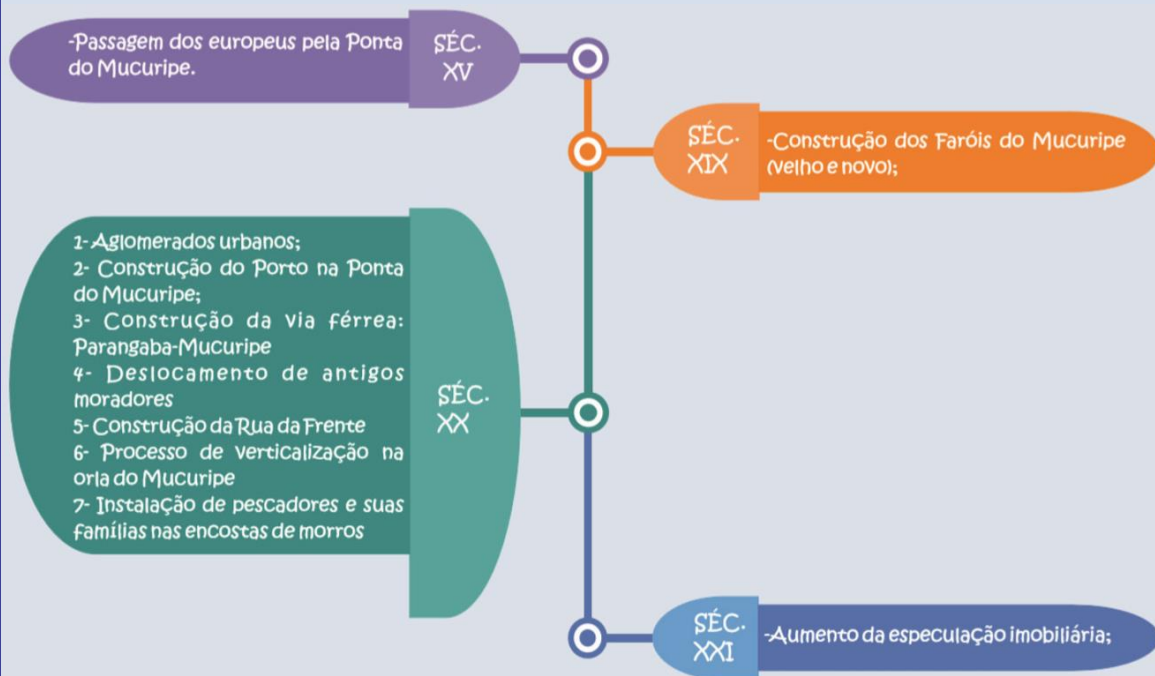 -Passagem dos europeus pela Ponta
do Mucuripe.
SÉC.
XV
SÉC.
XIX
-Construção dos Faróis do Mucuripe
(velho e novo);
1- Aglomerados urbanos;
2- Construção do Porto na Ponta
do Mucuripe;
3- Construção da via férrea:
Parangaba-Mucuripe
4- Deslocamento de antigos
moradores
5- Construção da Rua da Frente
6- Processo de verticalização na
orla do Mucuripe
7- Instalação de pescadores e suas
famílias nas encostas de morros
SÉC.
XX
SÉC.
XXI
-Aumento da especulação imobiliária;